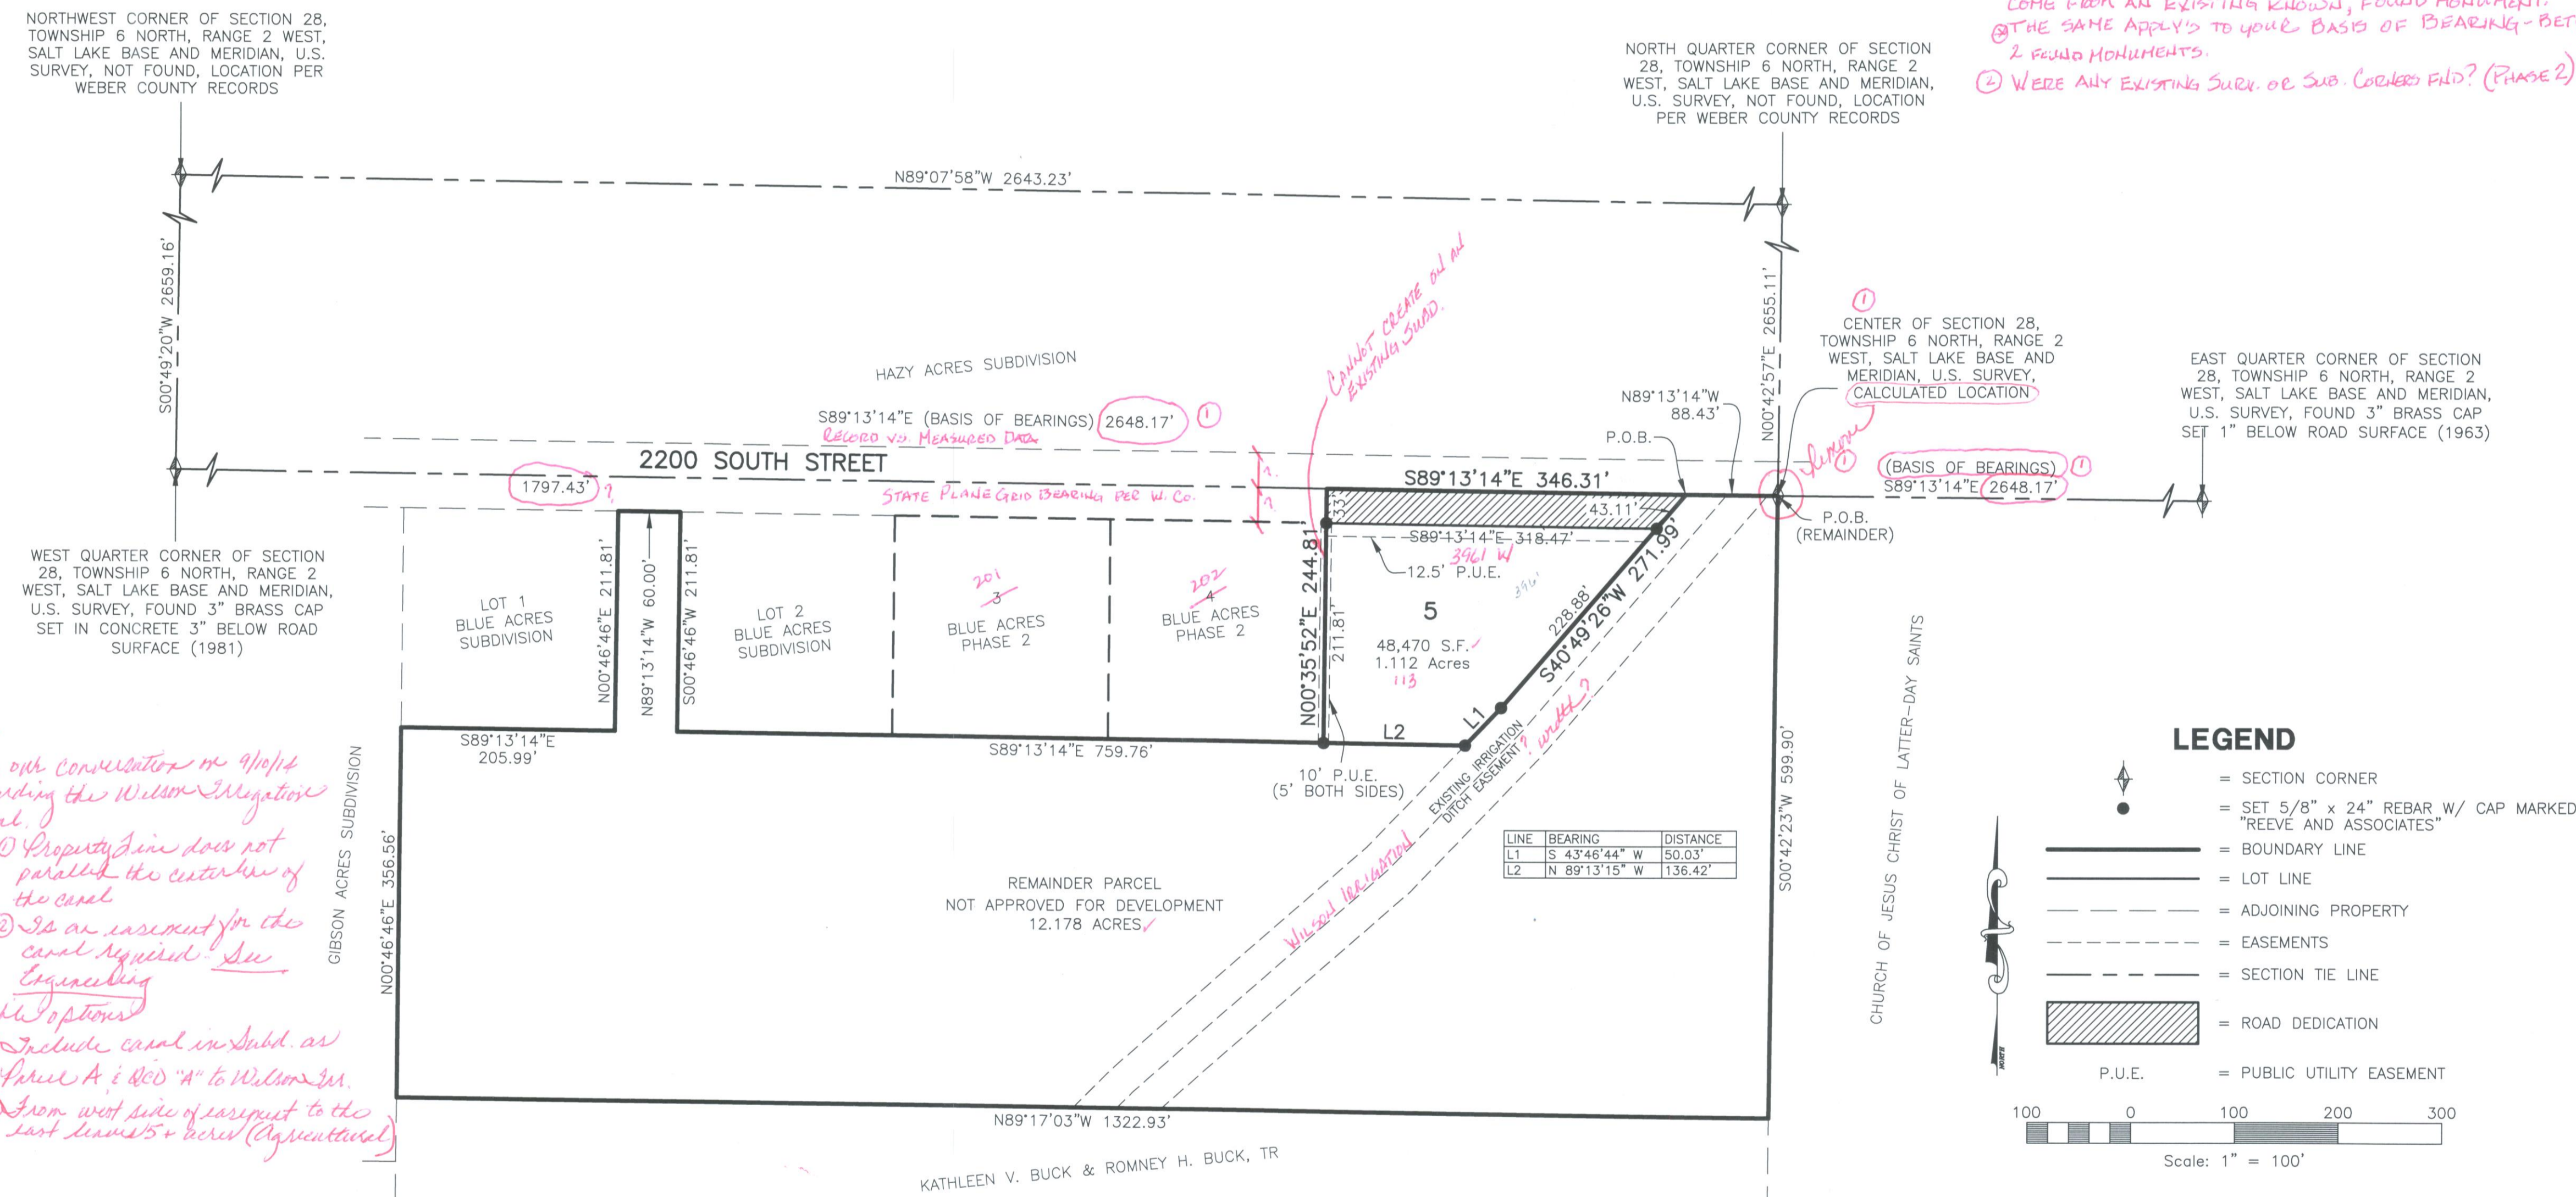 NORTHWEST CORNER OF SECTION 28,
TOWNSHIP 6 NORTH, RANGE 2 WEST,
SALT LAKE BASE AND MERIDIAN, U.S.
SURVEY, NOT FOUND, LOCATION PER
WEBER COUNTY RECORDS
NORTH QUARTER CORNER OF SECTION
28, TOWNSHIP 6 NORTH, RANGE 2
WEST, SALT LAKE BASE AND MERIDIAN,
U.S. SURVEY, NOT FOUND, LOCATION
PER WEBER COUNTY RECORDS
COME FROM AN EXISTING KNOWN, FOUND MONUMENT.
THE SAME APPLY'S TO YOUR BASIS OF BEARING-BET
2 FOUND MONUMENTS.
② WERE ANY EXISTING SURV. OR SUB. CORNERS FND? (PHASE 2)
N89°07'58"W 2643.23'
S00°49'20"W 2659.16'
N00°42'57"E 2655.11'
CANNOT CREATE ON AN
EXISTING SUBD.
HAZY ACRES SUBDIVISION
S89°13'14"E (BASIS OF BEARINGS) 2648.17' ①
RECORD VS. MEASURED DATA
2200 SOUTH STREET
1797.43' ?
STATE PLANE GRID BEARING PER W. CO.
?
?
①
CENTER OF SECTION 28,
TOWNSHIP 6 NORTH, RANGE 2
WEST, SALT LAKE BASE AND
MERIDIAN, U.S. SURVEY,
CALCULATED LOCATION
Remove
①
EAST QUARTER CORNER OF SECTION
28, TOWNSHIP 6 NORTH, RANGE 2
WEST, SALT LAKE BASE AND MERIDIAN,
U.S. SURVEY, FOUND 3" BRASS CAP
SET 1" BELOW ROAD SURFACE (1963)
N89°13'14"W
88.43'
P.O.B.
(BASIS OF BEARINGS) ①
S89°13'14"E 2648.17'
P.O.B.
(REMAINDER)
S89°13'14"E 346.31'
33'
43.11'
S89°13'14"E 318.47'
3961 W
12.5' P.U.E.
396'
WEST QUARTER CORNER OF SECTION
28, TOWNSHIP 6 NORTH, RANGE 2
WEST, SALT LAKE BASE AND MERIDIAN,
U.S. SURVEY, FOUND 3" BRASS CAP
SET IN CONCRETE 3" BELOW ROAD
SURFACE (1981)
LOT 1
BLUE ACRES
SUBDIVISION
N00°46'46"E 211.81'
N89°13'14"W 60.00'
S00°46'46"W 211.81'
LOT 2
BLUE ACRES
SUBDIVISION
201
3
BLUE ACRES
PHASE 2
202
4
BLUE ACRES
PHASE 2
N00°35'52"E 244.81'
211.81'
5
48,470 S.F.
1.112 Acres
113
228.88'
S40°49'26"W 271.99'
L1
L2
S89°13'14"E
205.99'
S89°13'14"E 759.76'
10' P.U.E.
(5' BOTH SIDES)
EXISTING IRRIGATION
DITCH EASEMENT
? width?
WILSON IRRIGATION
LINE BEARING DISTANCE
L1 S 43°46'44" W 50.03'
L2 N 89°13'15" W 136.42'
GIBSON ACRES SUBDIVISION
N00°46'46"E 356.56'
REMAINDER PARCEL
NOT APPROVED FOR DEVELOPMENT
12.178 ACRES
S00°42'23"W 599.90'
CHURCH OF JESUS CHRIST OF LATTER-DAY SAINTS
N89°17'03"W 1322.93'
KATHLEEN V. BUCK & ROMNEY H. BUCK, TR
our conversation on 9/10/14
rding the Wilson Irrigation
al.
① Property Line does not
parallel the centerline of
the canal
② Is an easement for the
canal required. See
Engineering
options
Include canal in Subd. as
Parcel A & QCD "A" to Wilson Irr.
From west side of easement to the
east leaves 5+ acres (Agricultural)
LEGEND
= SECTION CORNER
= SET 5/8" x 24" REBAR W/ CAP MARKED
"REEVE AND ASSOCIATES"
= BOUNDARY LINE
= LOT LINE
= ADJOINING PROPERTY
= EASEMENTS
= SECTION TIE LINE
= ROAD DEDICATION
P.U.E. = PUBLIC UTILITY EASEMENT
NORTH
100 0 100 200 300
Scale: 1" = 100'